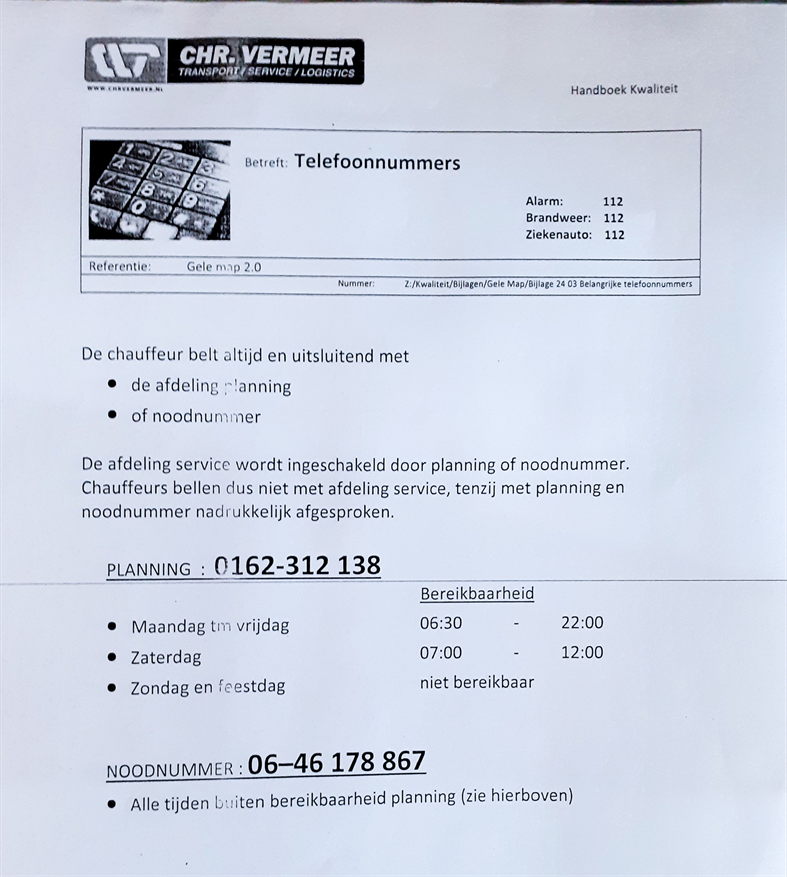 CHR. VERMEER
TRANSPORT / SERVICE / LOGISTICS
WWW.CHRVERMEER.NL
Handboek Kwaliteit
Betreft: Telefoonnummers
Alarm: 112
Brandweer: 112
Ziekenauto: 112
Referentie: Gele map 2.0
Nummer: Z:/Kwaliteit/Bijlagen/Gele Map/Bijlage 24 03 Belangrijke telefoonnummers
De chauffeur belt altijd en uitsluitend met
• de afdeling planning
• of noodnummer
De afdeling service wordt ingeschakeld door planning of noodnummer.
Chauffeurs bellen dus niet met afdeling service, tenzij met planning en
noodnummer nadrukkelijk afgesproken.
PLANNING : 0162-312 138
Bereikbaarheid
• Maandag tm vrijdag 06:30 - 22:00
• Zaterdag 07:00 - 12:00
• Zondag en feestdag niet bereikbaar
NOODNUMMER : 06–46 178 867
• Alle tijden buiten bereikbaarheid planning (zie hierboven)